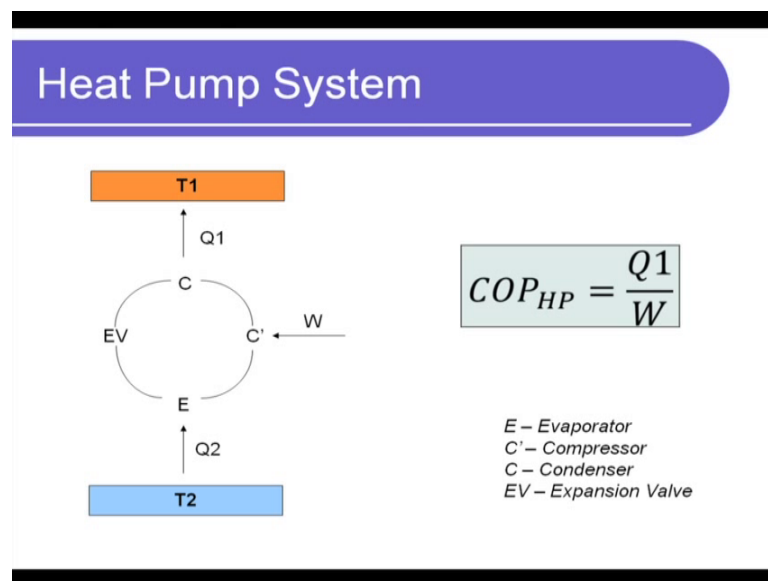 Heat Pump System
T1
Q1
C
EV
C'
W
E
Q2
T2
COP_HP = Q1/W
E – Evaporator
C'– Compressor
C – Condenser
EV – Expansion Valve